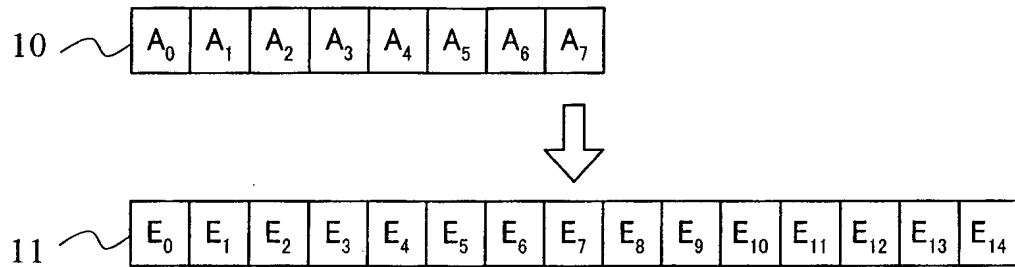 10 A₀ A₁ A₂ A₃ A₄ A₅ A₆ A₇
11 E₀ E₁ E₂ E₃ E₄ E₅ E₆ E₇ E₈ E₉ E₁₀ E₁₁ E₁₂ E₁₃ E₁₄